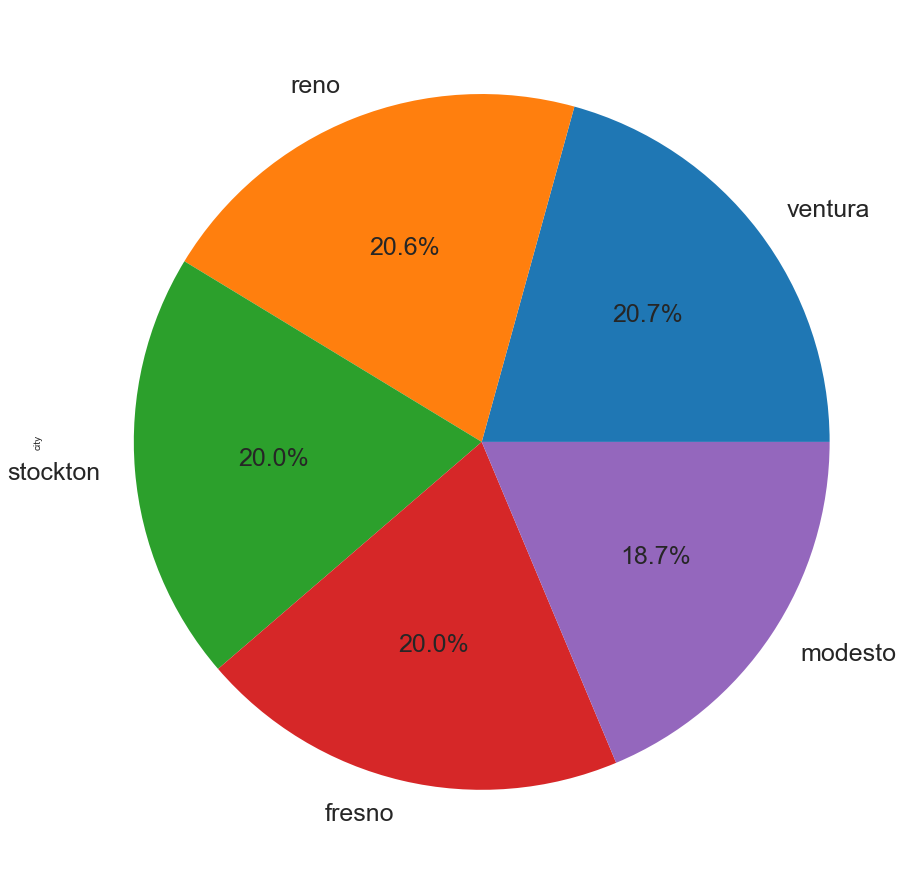 reno
ventura
20.6%
20.7%
city
stockton
20.0%
18.7%
20.0%
modesto
fresno